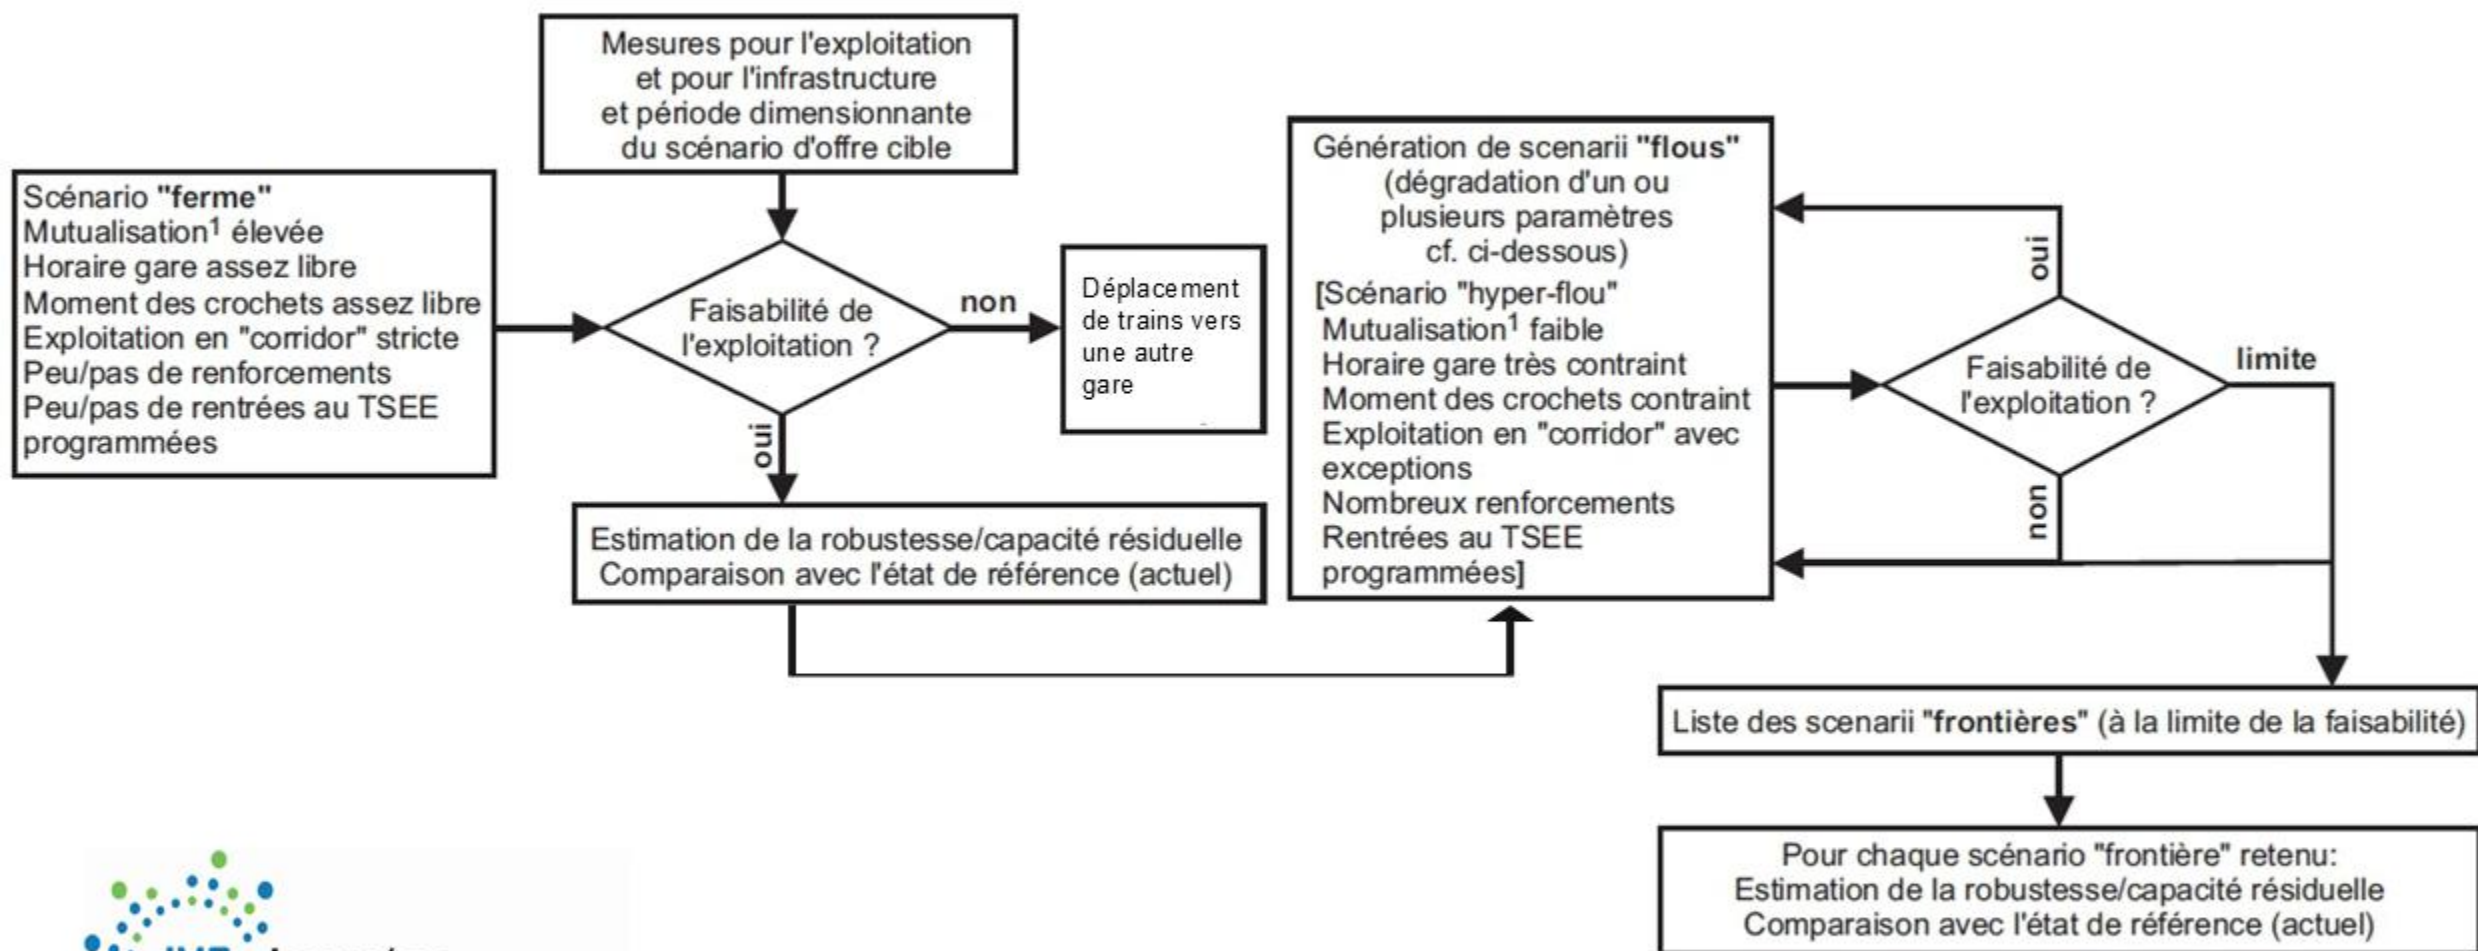 Mesures pour l'exploitation
et pour l'infrastructure
et période dimensionnante
du scénario d'offre cible
Scénario "ferme"
Mutualisation¹ élevée
Horaire gare assez libre
Moment des crochets assez libre
Exploitation en "corridor" stricte
Peu/pas de renforcements
Peu/pas de rentrées au TSEE
programmées
Faisabilité de
l'exploitation ?
non
Déplacement
de trains vers
une autre
gare
oui
Estimation de la robustesse/capacité résiduelle
Comparaison avec l'état de référence (actuel)
Génération de scenarii "flous"
(dégradation d'un ou
plusieurs paramètres
cf. ci-dessous)
[Scénario "hyper-flou"
Mutualisation¹ faible
Horaire gare très contraint
Moment des crochets contraint
Exploitation en "corridor" avec
exceptions
Nombreux renforcements
Rentrées au TSEE
programmées]
oui
Faisabilité de
l'exploitation ?
limite
non
Liste des scenarii "frontières" (à la limite de la faisabilité)
Pour chaque scénario "frontière" retenu:
Estimation de la robustesse/capacité résiduelle
Comparaison avec l'état de référence (actuel)